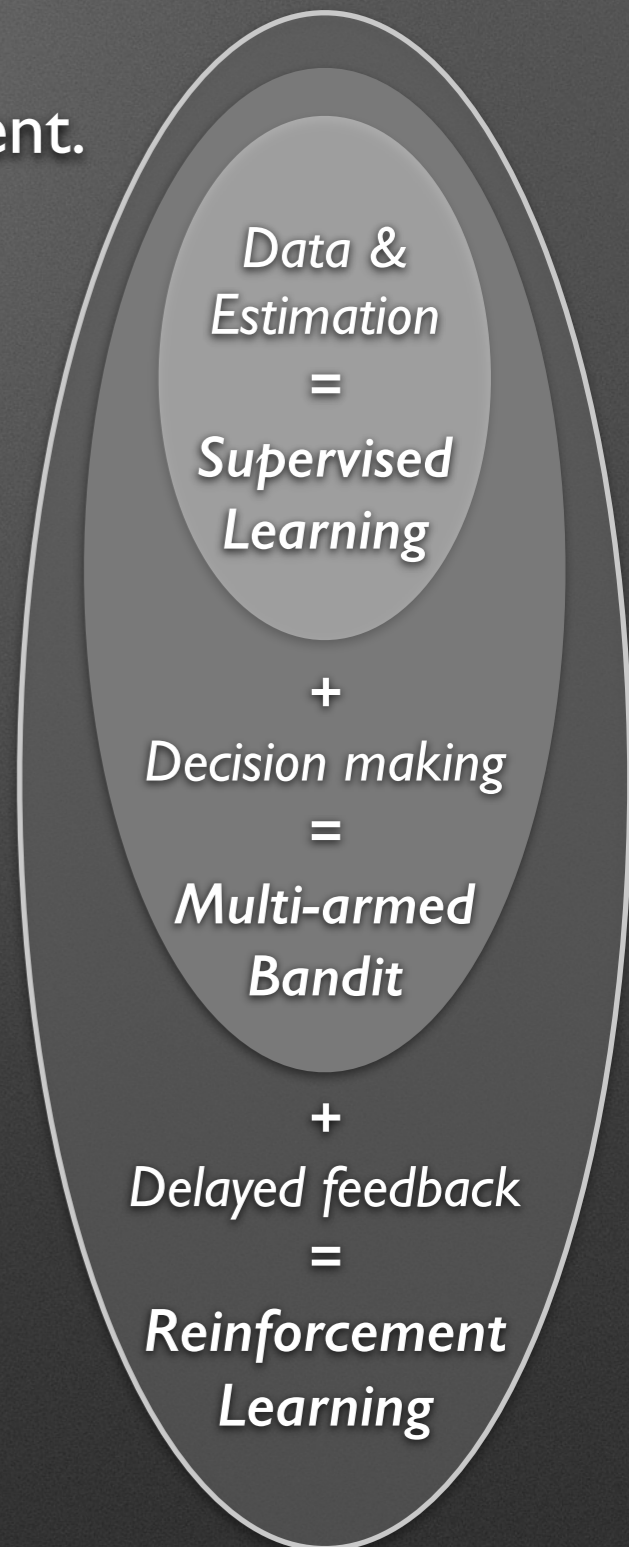 ent.
Data &
Estimation
=
Supervised
Learning
+
Decision making
=
Multi-armed
Bandit
+
Delayed feedback
=
Reinforcement
Learning